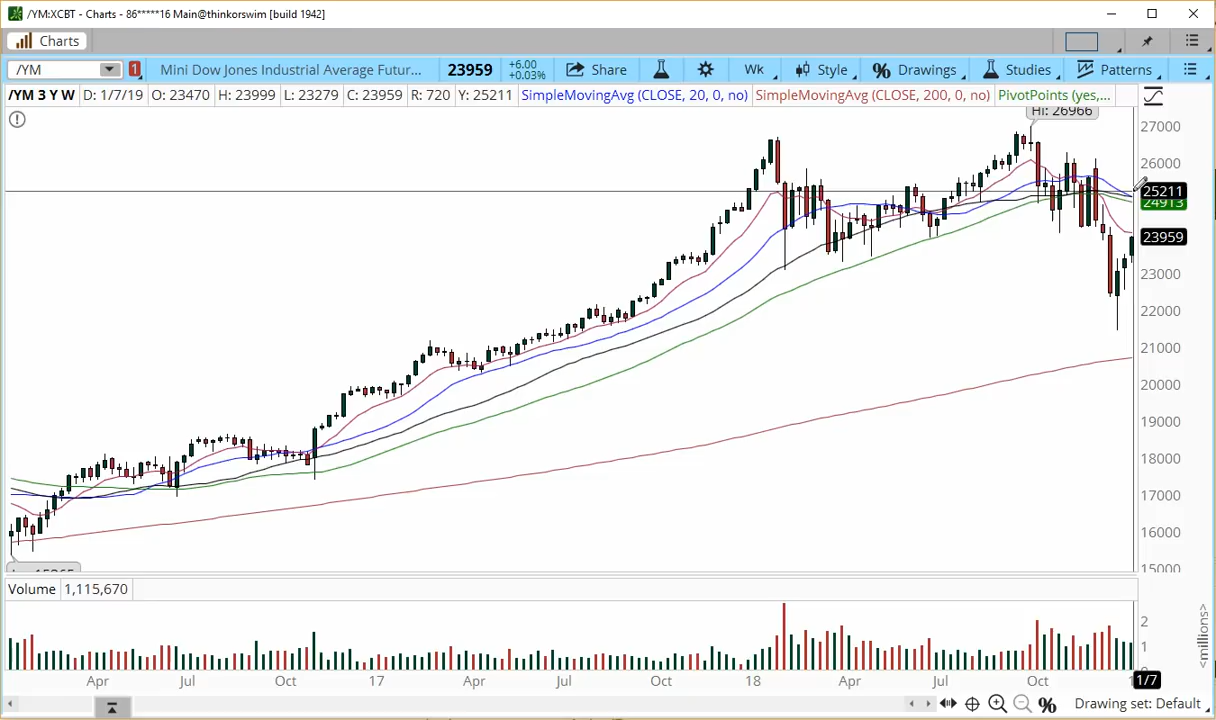 /YM:XCBT - Charts - 86*****16 Main@thinkorswim [build 1942]
Charts
/YM 1 Mini Dow Jones Industrial Average Futur... 23959 +6.00 +0.03% Share Wk Style % Drawings Studies Patterns
/YM 3 Y W D: 1/7/19 O: 23470 H: 23999 L: 23279 C: 23959 R: 720 Y: 25211 SimpleMovingAvg (CLOSE, 20, 0, no) SimpleMovingAvg (CLOSE, 200, 0, no) PivotPoints (yes,...
Hi: 26966
27000
26000
25211
24913
23959
23000
22000
21000
20000
19000
18000
17000
16000
15000
Volume 1,115,670
2
1
0
<millions>
Apr Jul Oct 17 Apr Jul Oct 18 Apr Jul Oct 1/7
% Drawing set: Default